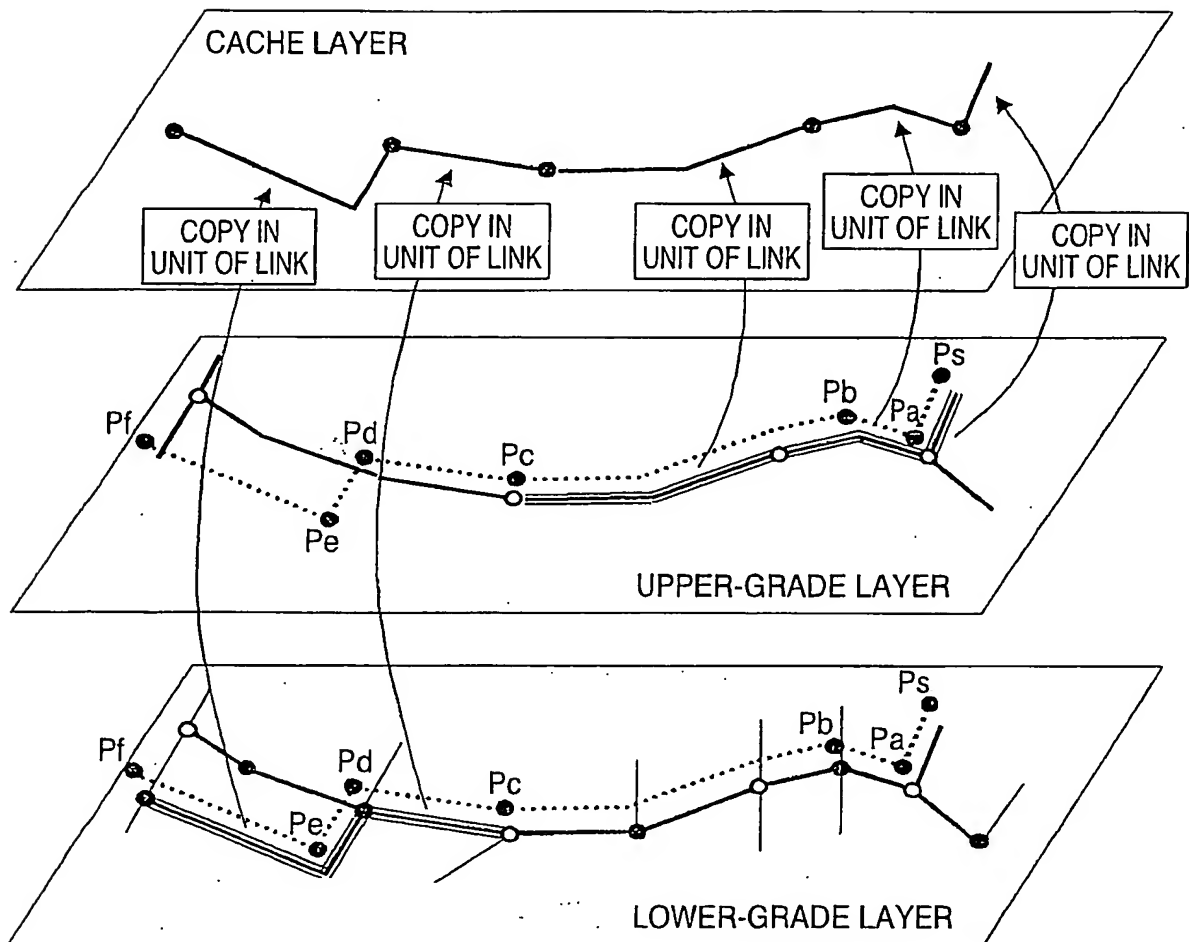 CACHE LAYER
COPY IN
UNIT OF LINK
COPY IN
UNIT OF LINK
COPY IN
UNIT OF LINK
COPY IN
UNIT OF LINK
COPY IN
UNIT OF LINK
Ps
Pb
Pa
Pf
Pd
Pc
Pe
UPPER-GRADE LAYER
Ps
Pb
Pa
Pf
Pd
Pc
Pe
LOWER-GRADE LAYER